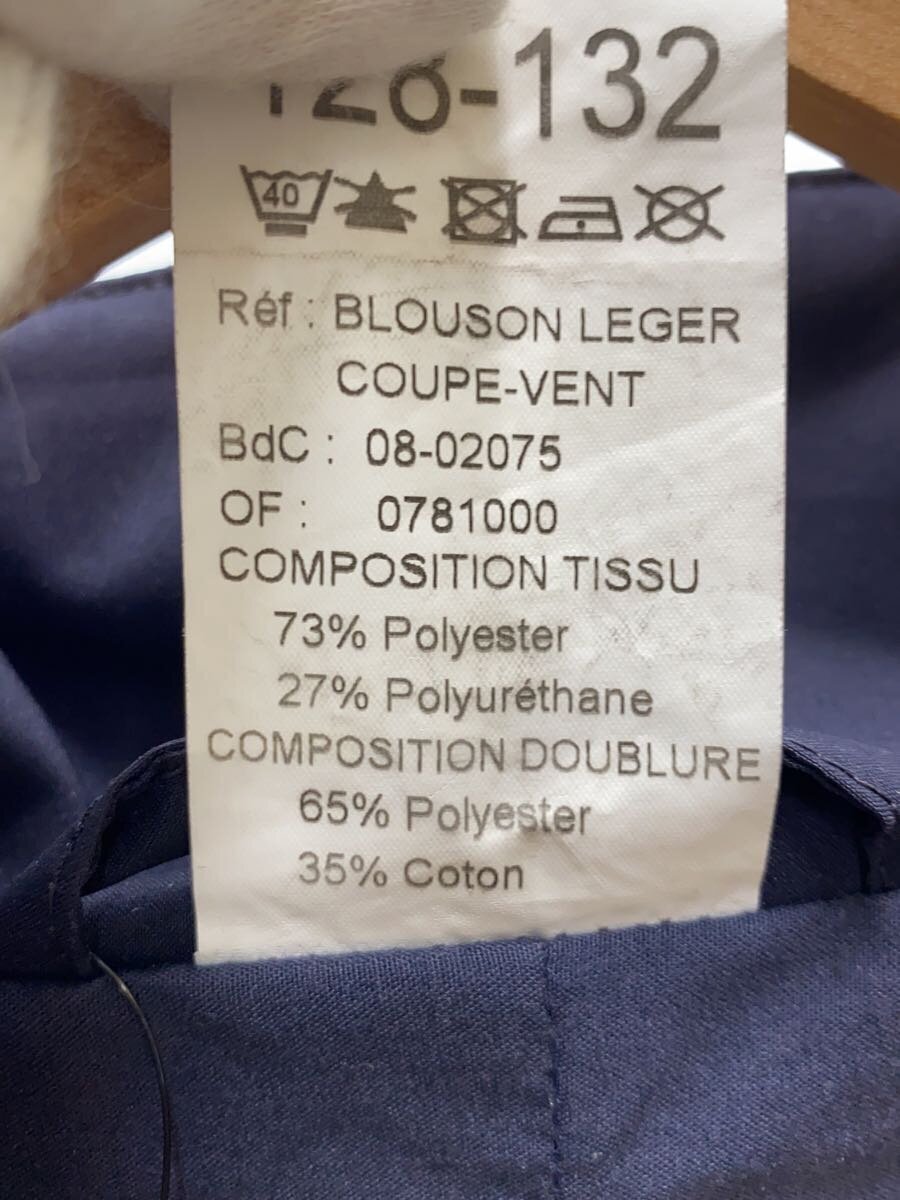 128-132
40
Réf : BLOUSON LEGER
COUPE-VENT
BdC : 08-02075
OF : 0781000
COMPOSITION TISSU
73% Polyester
27% Polyuréthane
COMPOSITION DOUBLURE
65% Polyester
35% Coton